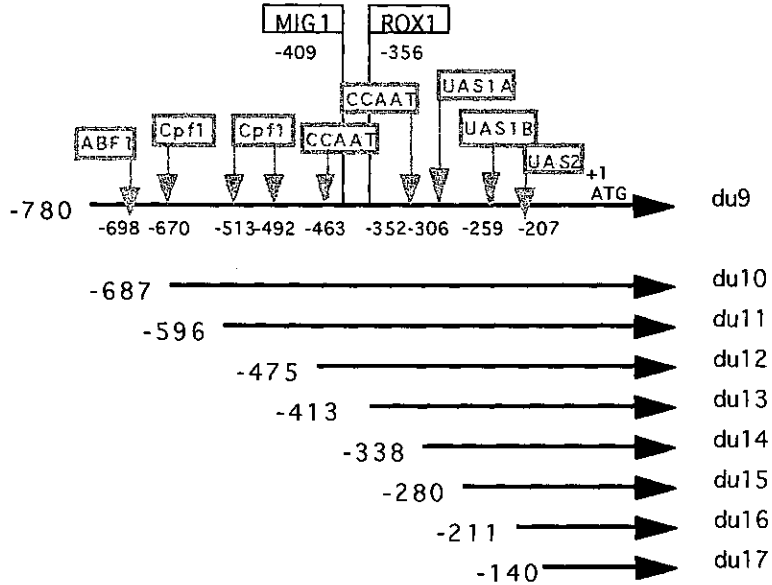 MIG1 ROX1
-409 -356
UAS1A
CCAAT
Cpf1 Cpf1 CCAAT UAS1B
ABF1 UAS2 +1
ATG
-780 du9
-698 -670 -513 -492 -463 -352 -306 -259 -207
-687 du10
-596 du11
-475 du12
-413 du13
-338 du14
-280 du15
-211 du16
-140 du17